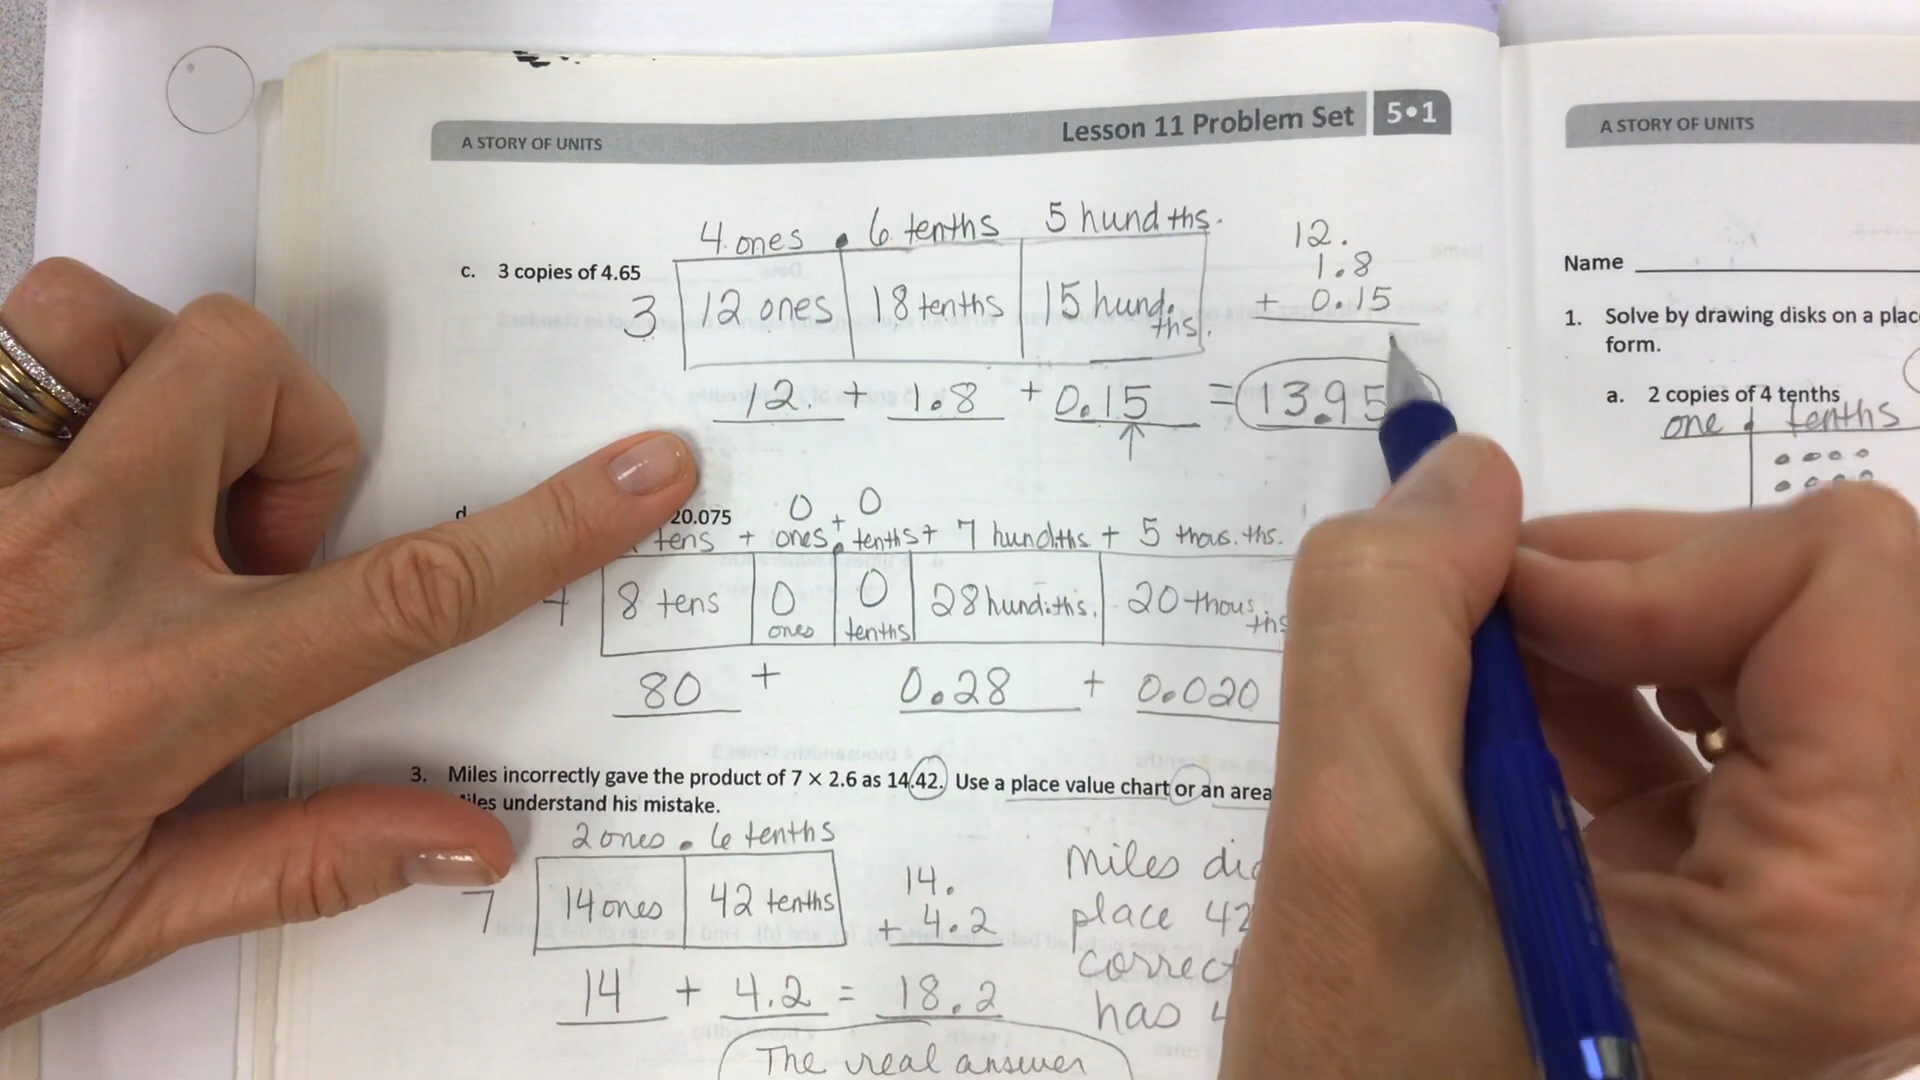 A STORY OF UNITS
Lesson 11 Problem Set 5•1
4 ones . 6 tenths 5 hundths.
c. 3 copies of 4.65
3 12 ones 18 tenths 15 hund. ths.
12. + 1.8 + 0.15 = 13.95
12.
1.8
+ 0.15
d
20.075
0 + 0
tens + ones . tenths + 7 hundths + 5 thous. ths.
8 tens 0 ones 0 tenths 28 hundths. 20 thous ths
80 + 0.28 + 0.020
3. Miles incorrectly gave the product of 7 × 2.6 as 14.42. Use a place value chart or an area
understand his mistake.
2 ones . 6 tenths
7 14 ones 42 tenths
14.
+ 4.2
14 + 4.2 = 18.2
The real answer
Miles
place 42
has
A STORY OF UNITS
Name
1. Solve by drawing disks on a
form.
a. 2 copies of 4 tenths
one . tenths